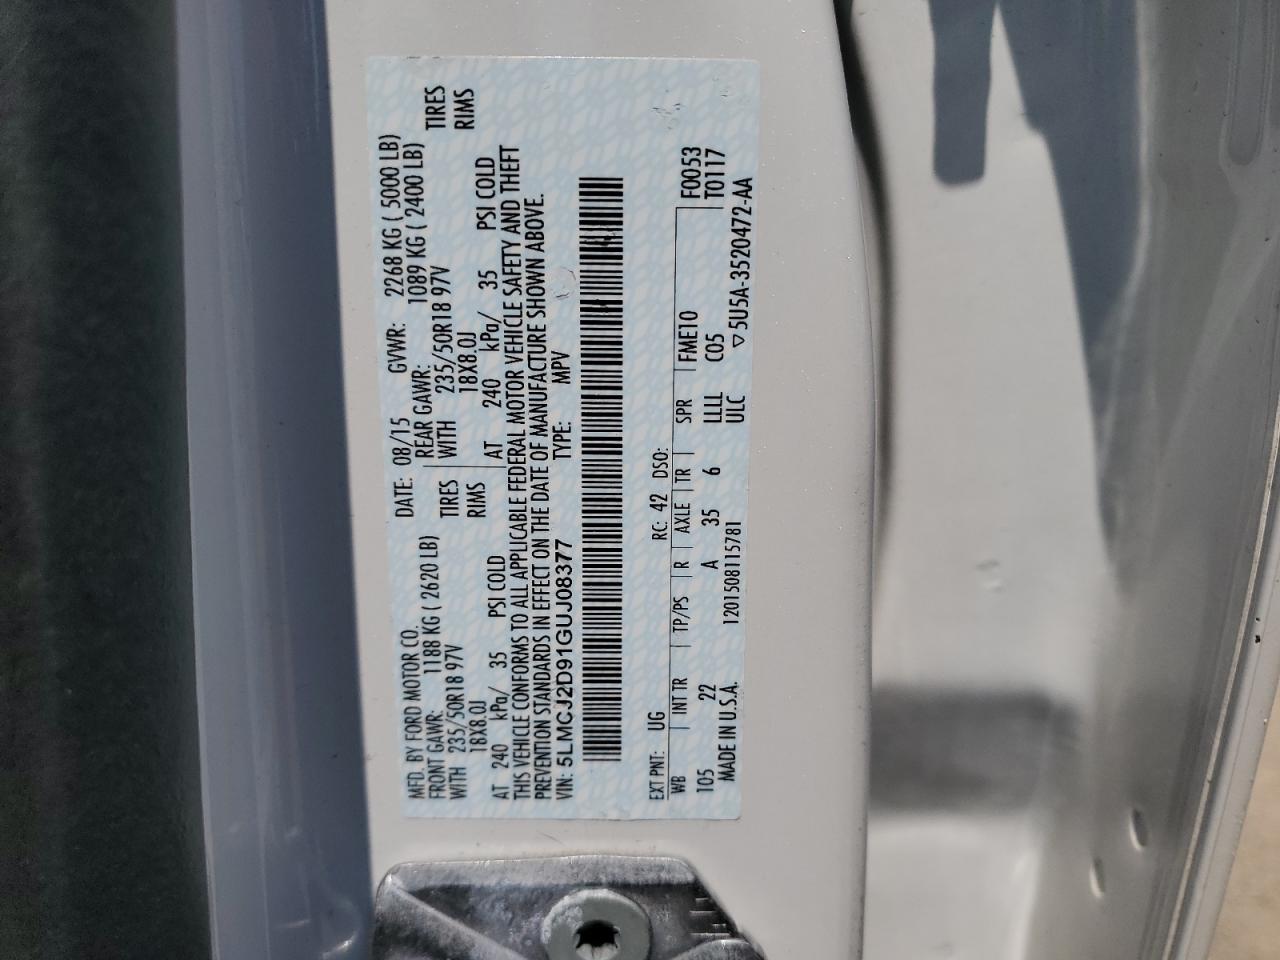 MFD. BY FORD MOTOR CO. DATE: 08/15 GVWR: 2268 KG ( 5000 LB)
FRONT GAWR: 1188 KG ( 2620 LB) REAR GAWR: 1089 KG ( 2400 LB)
WITH 235/50R18 97V TIRES WITH 235/50R18 97V TIRES
18X8.0J RIMS 18X8.0J RIMS
AT 240 kPa/ 35 PSI COLD AT 240 kPa/ 35 PSI COLD
THIS VEHICLE CONFORMS TO ALL APPLICABLE FEDERAL MOTOR VEHICLE SAFETY AND THEFT
PREVENTION STANDARDS IN EFFECT ON THE DATE OF MANUFACTURE SHOWN ABOVE.
VIN: 5LMCJ2D91GUJ08377 TYPE: MPV
EXT PNT: UG RC: 42 DSO: F0053
WB INT TR TP/PS R AXLE TR SPR FME10 T0117
105 22 A 35 6 LLLL C05
MADE IN U.S.A. 1201508115781 ULC ▽5U5A-3520472-AA